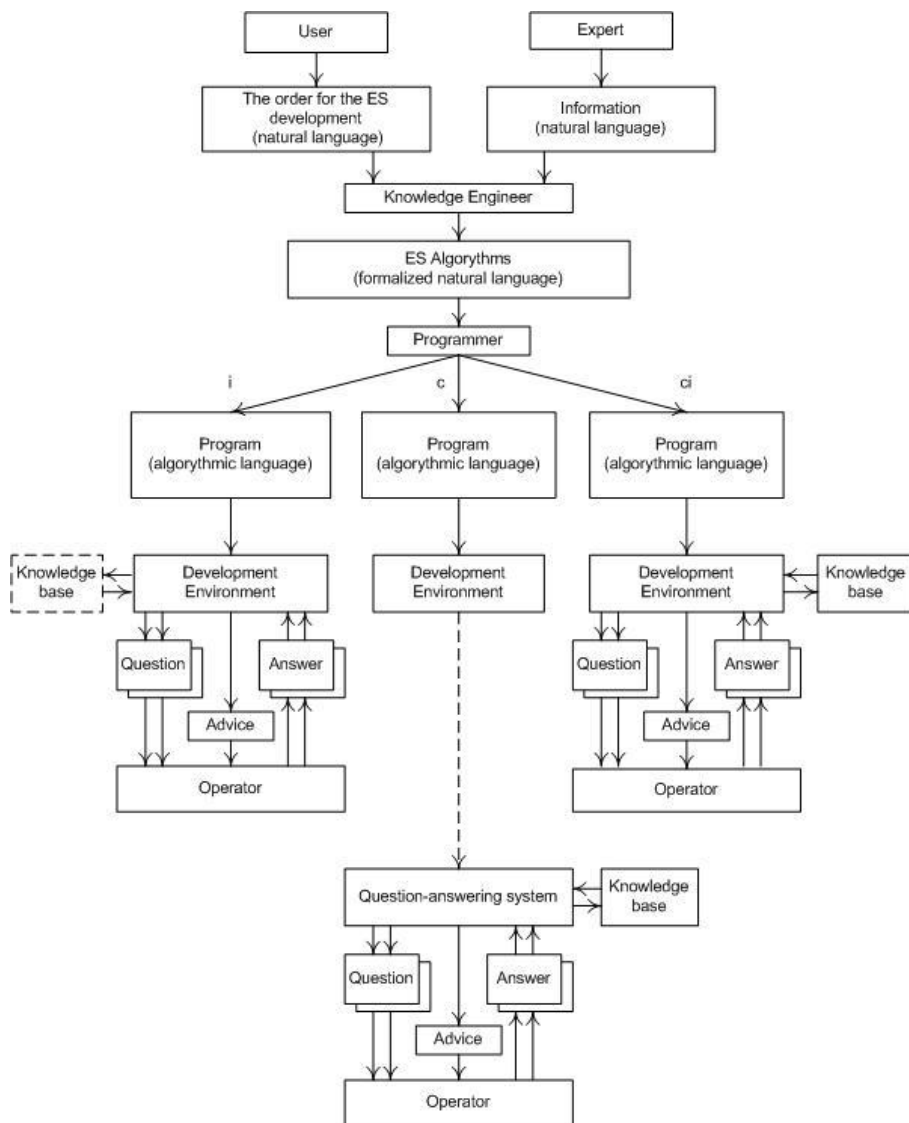 User
Expert
The order for the ES
development
(natural language)
Information
(natural language)
Knowledge Engineer
ES Algorythms
(formalized natural language)
Programmer
i
c
ci
Program
(algorythmic language)
Program
(algorythmic language)
Program
(algorythmic language)
Knowledge
base
Development
Environment
Development
Environment
Development
Environment
Knowledge
base
Question
Answer
Advice
Operator
Question
Answer
Advice
Operator
Question-answering system
Knowledge
base
Question
Answer
Advice
Operator